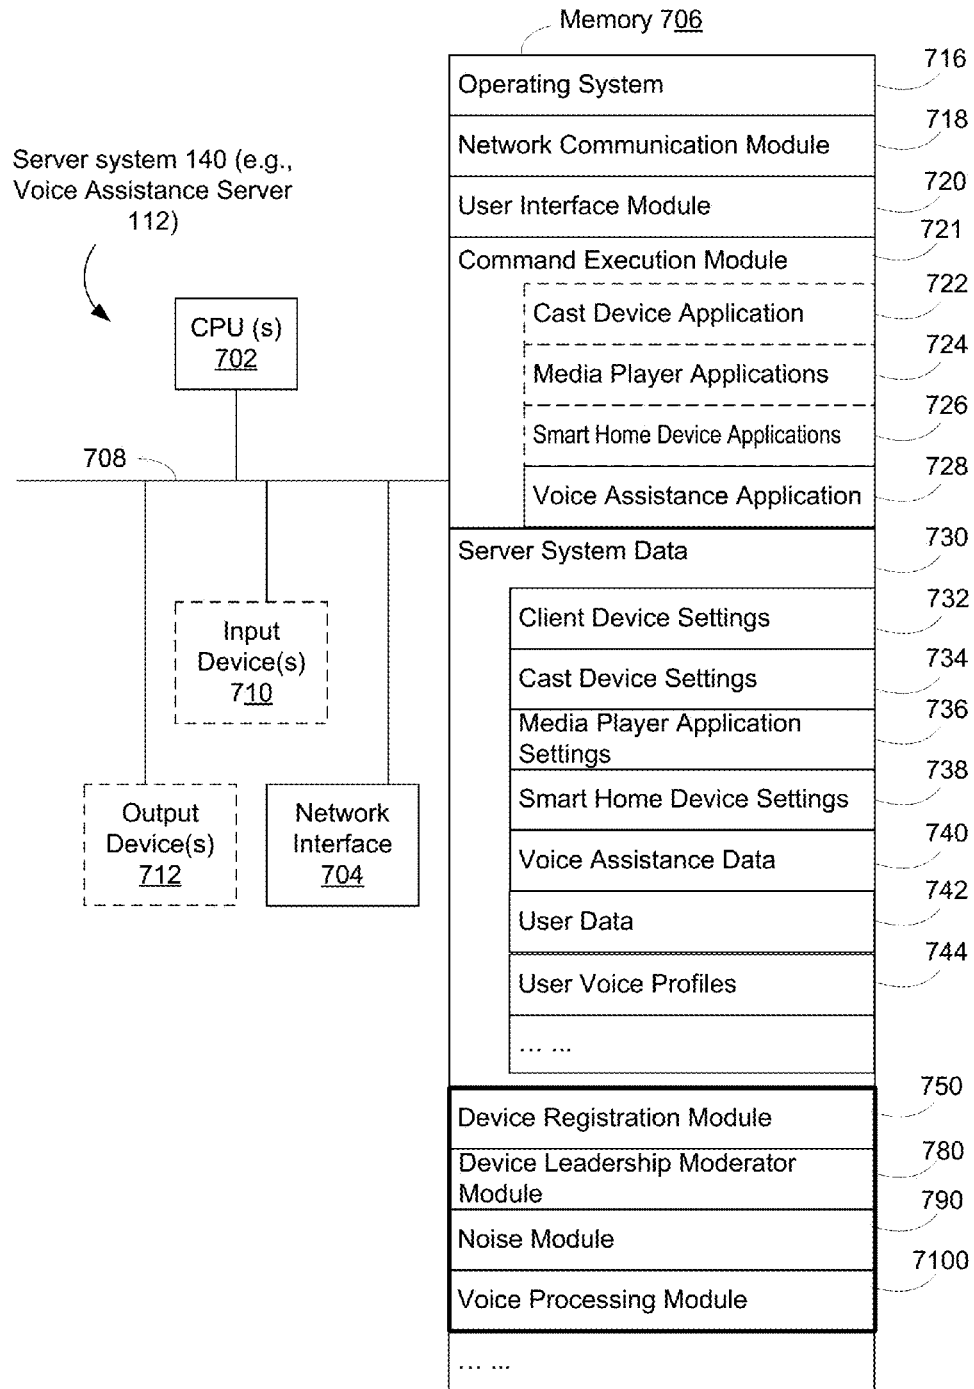 Memory 706
Operating System
716
Network Communication Module
718
User Interface Module
720
Command Execution Module
721
Cast Device Application
722
Media Player Applications
724
Smart Home Device Applications
726
Voice Assistance Application
728
Server System Data
730
Client Device Settings
732
Cast Device Settings
734
Media Player Application
Settings
736
Smart Home Device Settings
738
Voice Assistance Data
740
User Data
742
User Voice Profiles
744
... ...
Device Registration Module
750
Device Leadership Moderator
Module
780
Noise Module
790
Voice Processing Module
7100
... ...
Server system 140 (e.g.,
Voice Assistance Server
112)
CPU (s)
702
708
Input
Device(s)
710
Output
Device(s)
712
Network
Interface
704